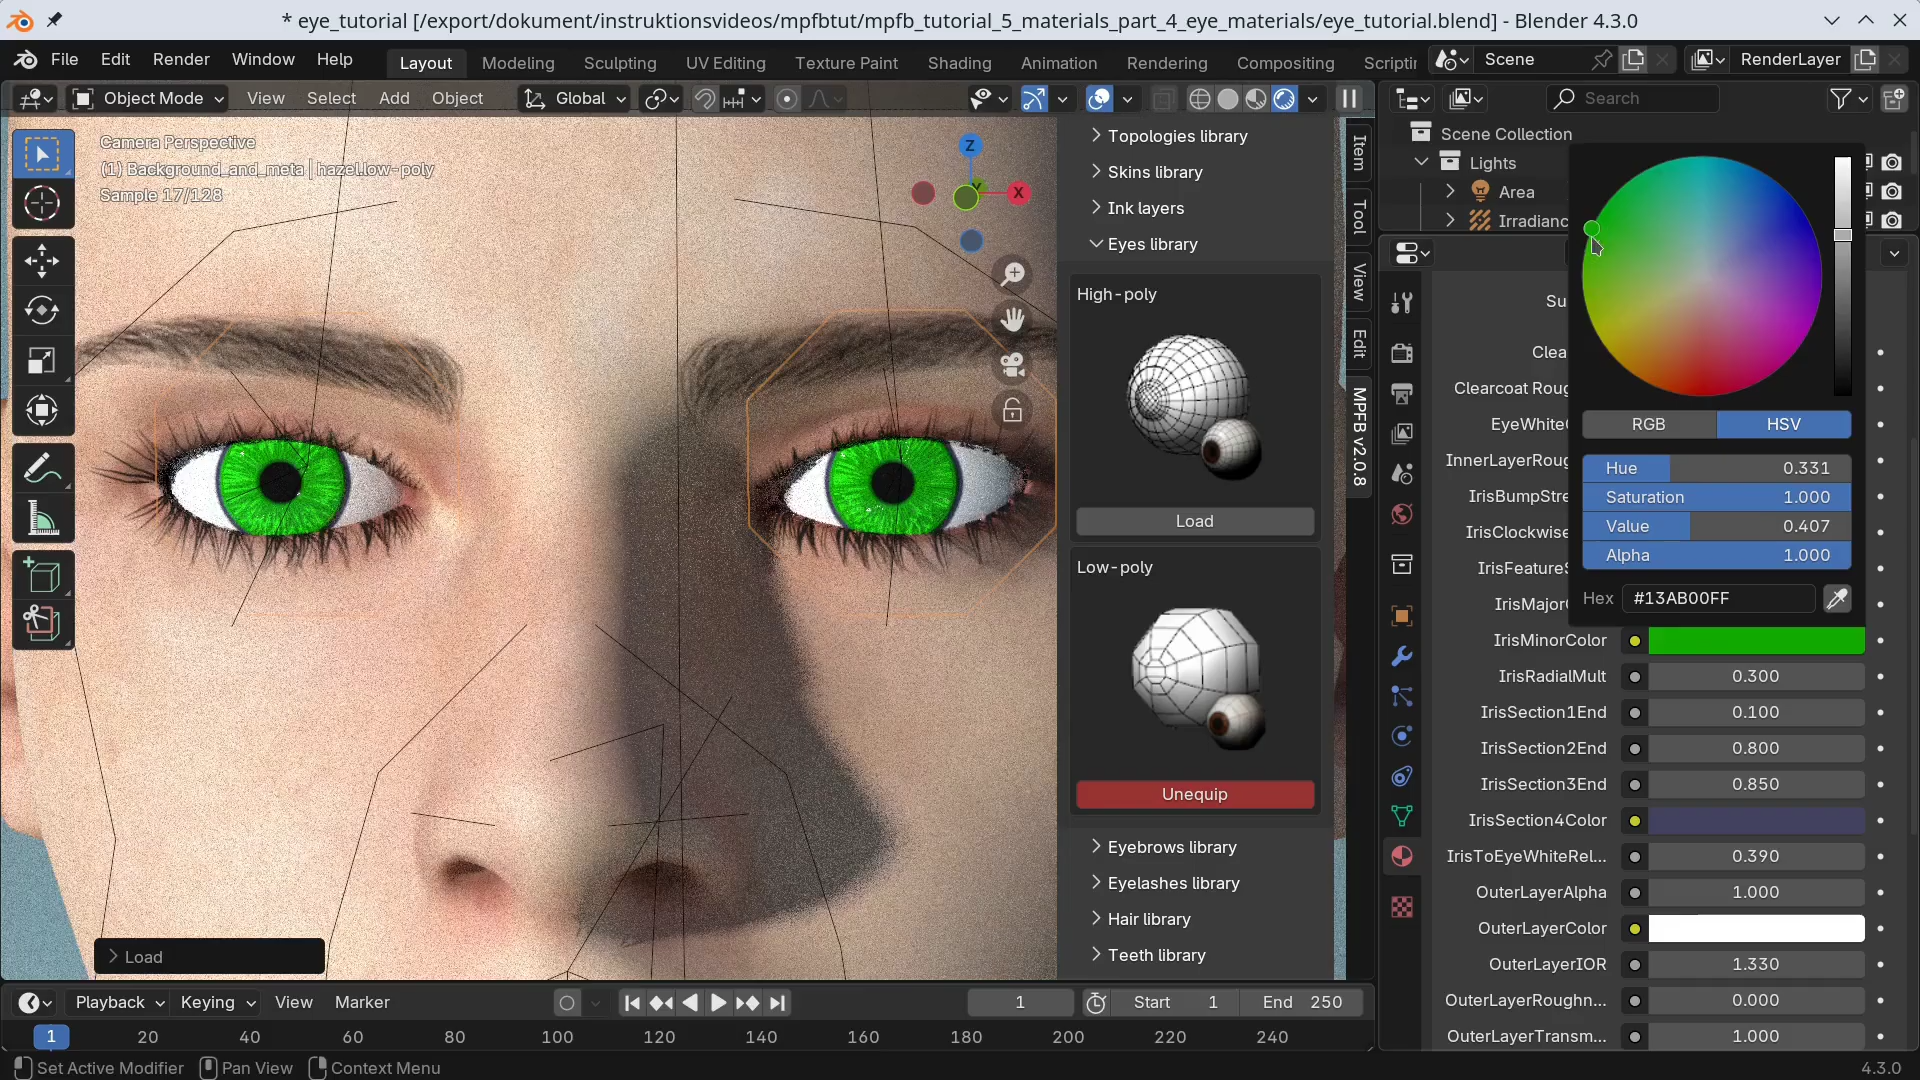 * eye_tutorial [/export/dokument/instruktionsvideos/mpfbtut/mpfb_tutorial_5_materials_part_4_eye_materials/eye_tutorial.blend] - Blender 4.3.0
File Edit Render Window Help Layout Modeling Sculpting UV Editing Texture Paint Shading Animation Rendering Compositing Scriptin Scene RenderLayer
Object Mode View Select Add Object Global Search
Camera Perspective
(1) Background_and_meta | hazel.low-poly
Sample 17/128
Z
Y
X
Topologies library
Skins library
Ink layers
Eyes library
High-poly
Load
Low-poly
Unequip
Eyebrows library
Eyelashes library
Hair library
Teeth library
Load
Item
Tool
View
Edit
MPFB v2.0.8
Scene Collection
Lights
Area
Irradianc
RGB HSV
Hue 0.331
Saturation 1.000
Value 0.407
Alpha 1.000
Hex #13AB00FF
Su
Clea
Clearcoat Roug
EyeWhite
InnerLayerRoug
IrisBumpStre
IrisClockwise
IrisFeatureS
IrisMajor
IrisMinorColor
IrisRadialMult 0.300
IrisSection1End 0.100
IrisSection2End 0.800
IrisSection3End 0.850
IrisSection4Color
IrisToEyeWhiteRel... 0.390
OuterLayerAlpha 1.000
OuterLayerColor
OuterLayerIOR 1.330
OuterLayerRoughn... 0.000
OuterLayerTransm... 1.000
Playback Keying View Marker 1 Start 1 End 250
1 20 40 60 80 100 120 140 160 180 200 220 240
Set Active Modifier Pan View Context Menu 4.3.0